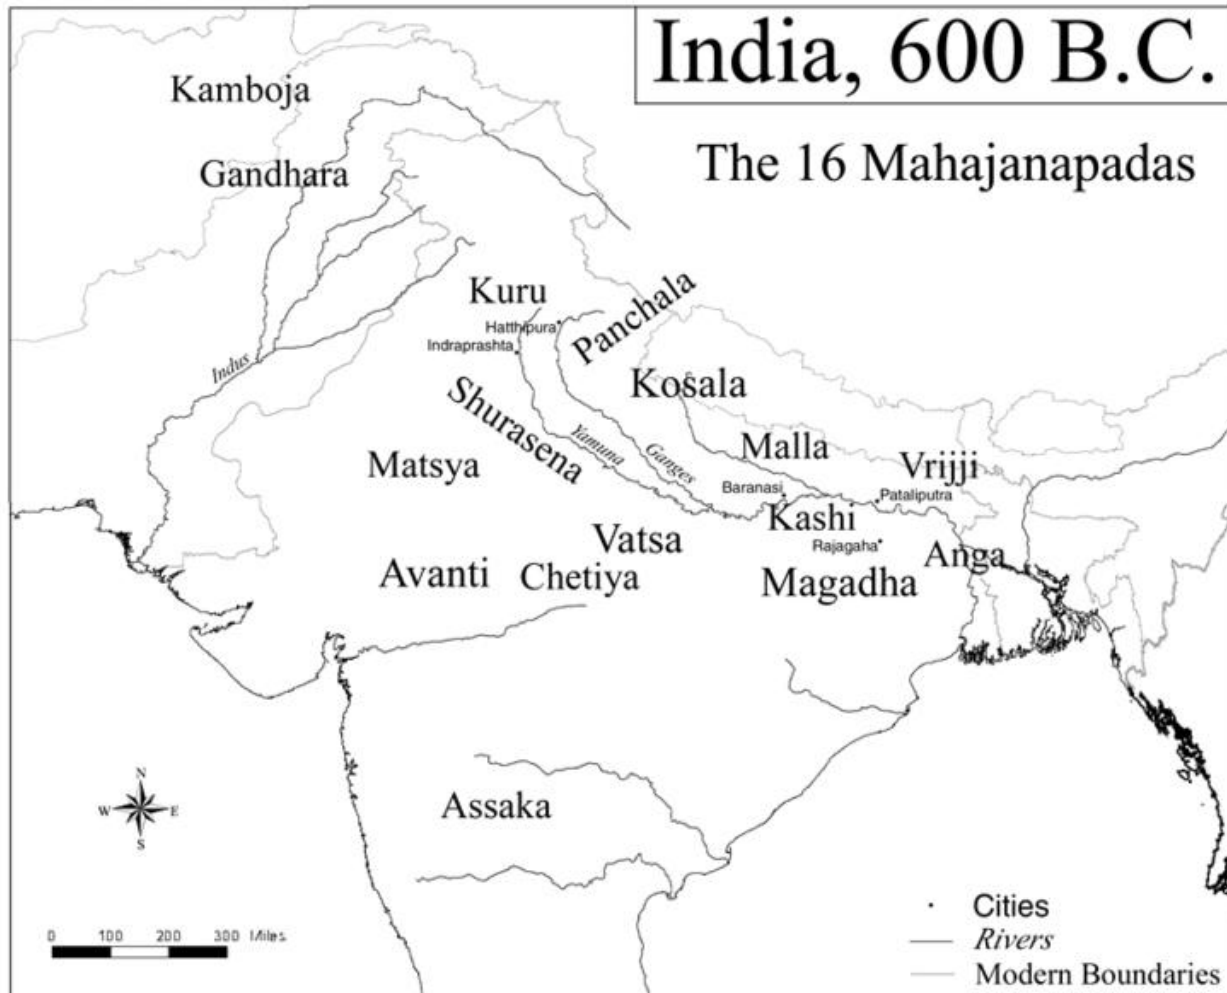 India, 600 B.C.
The 16 Mahajanapadas
Kamboja
Gandhara
Kuru
Panchala
Hatthipura
Indraprashta
Indus
Kosala
Shurasena
Yamuna
Ganges
Malla
Matsya
Vrijji
Baranasi
Pataliputra
Kashi
Vatsa
Rajagaha
Anga
Avanti
Chetiya
Magadha
Assaka
N
W
E
S
0 100 200 300 Miles
Cities
Rivers
Modern Boundaries